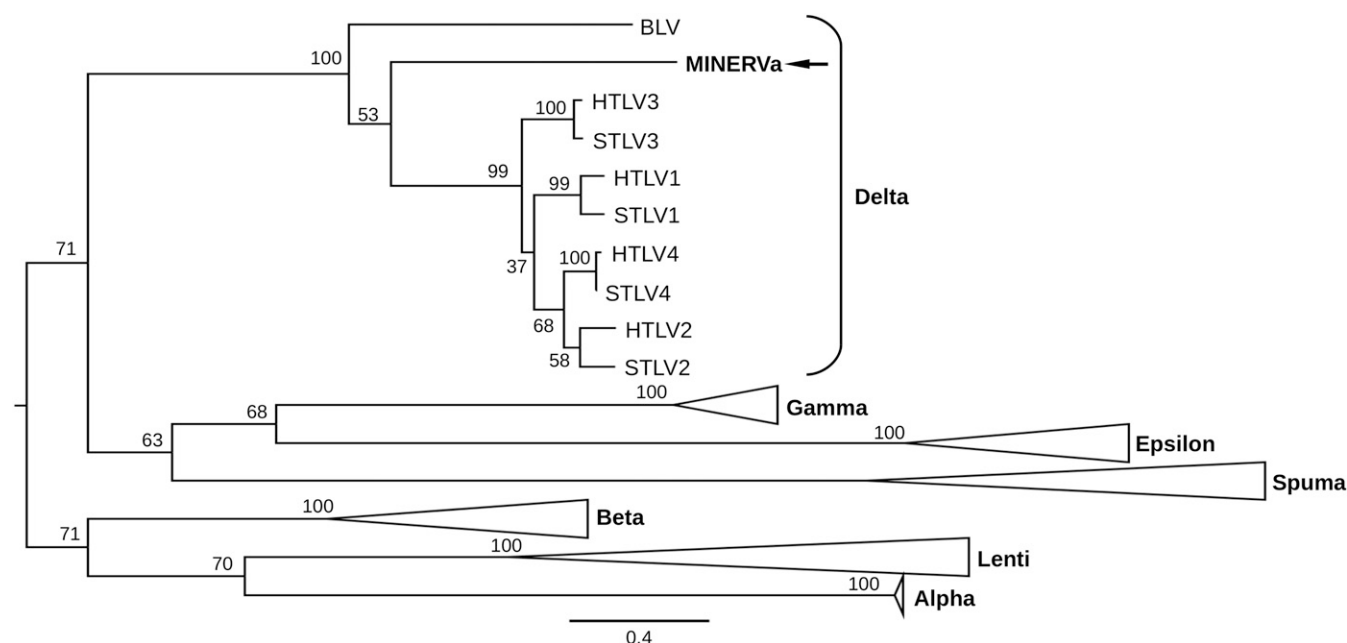 BLV
100
MINERVa
53
HTLV3
100
STLV3
99
HTLV1
99
STLV1
Delta
71
HTLV4
100
37
STLV4
68
HTLV2
58
STLV2
100
Gamma
68
63
100
Epsilon
Spuma
100
Beta
71
100
Lenti
70
100
Alpha
0.4